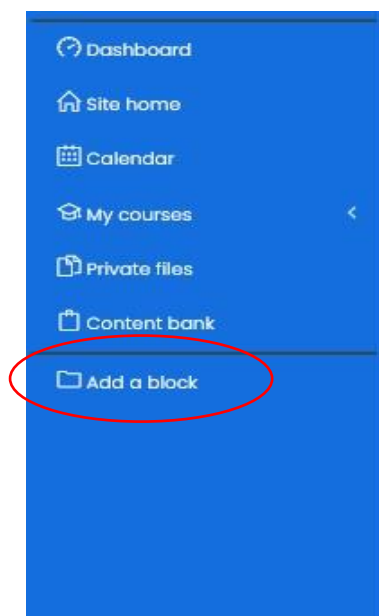 Dashboard
Site home
Calendar
My courses
Private files
Content bank
Add a block